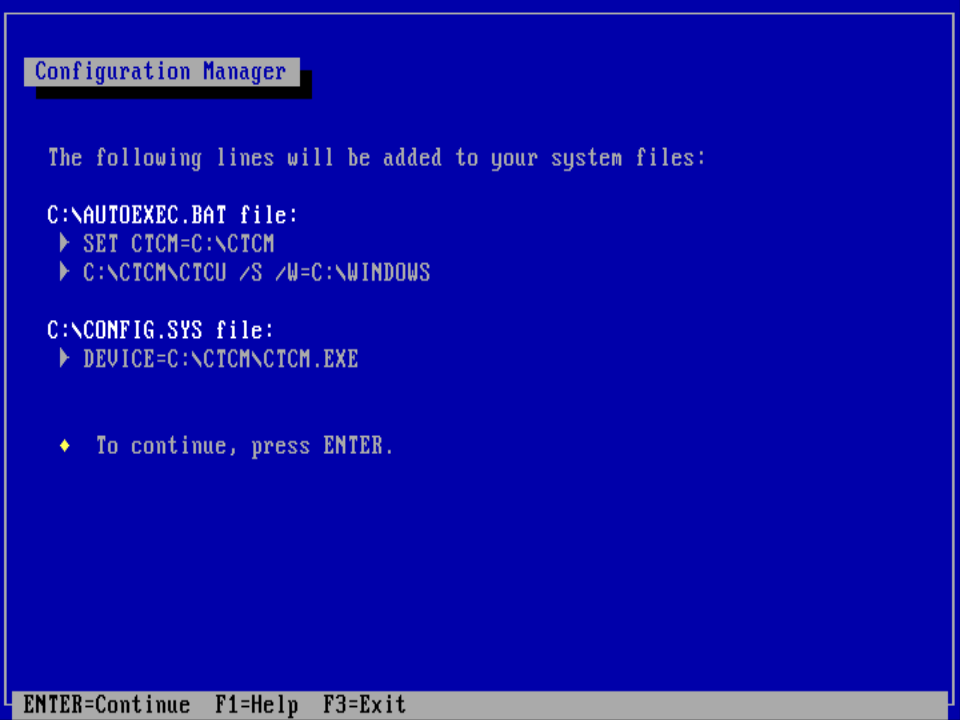 Configuration Manager
The following lines will be added to your system files:
C:\AUTOEXEC.BAT file:
SET CTCM=C:\CTCM
C:\CTCM\CTCU /S /W=C:\WINDOWS
C:\CONFIG.SYS file:
DEVICE=C:\CTCM\CTCM.EXE
To continue, press ENTER.
ENTER=Continue F1=Help F3=Exit